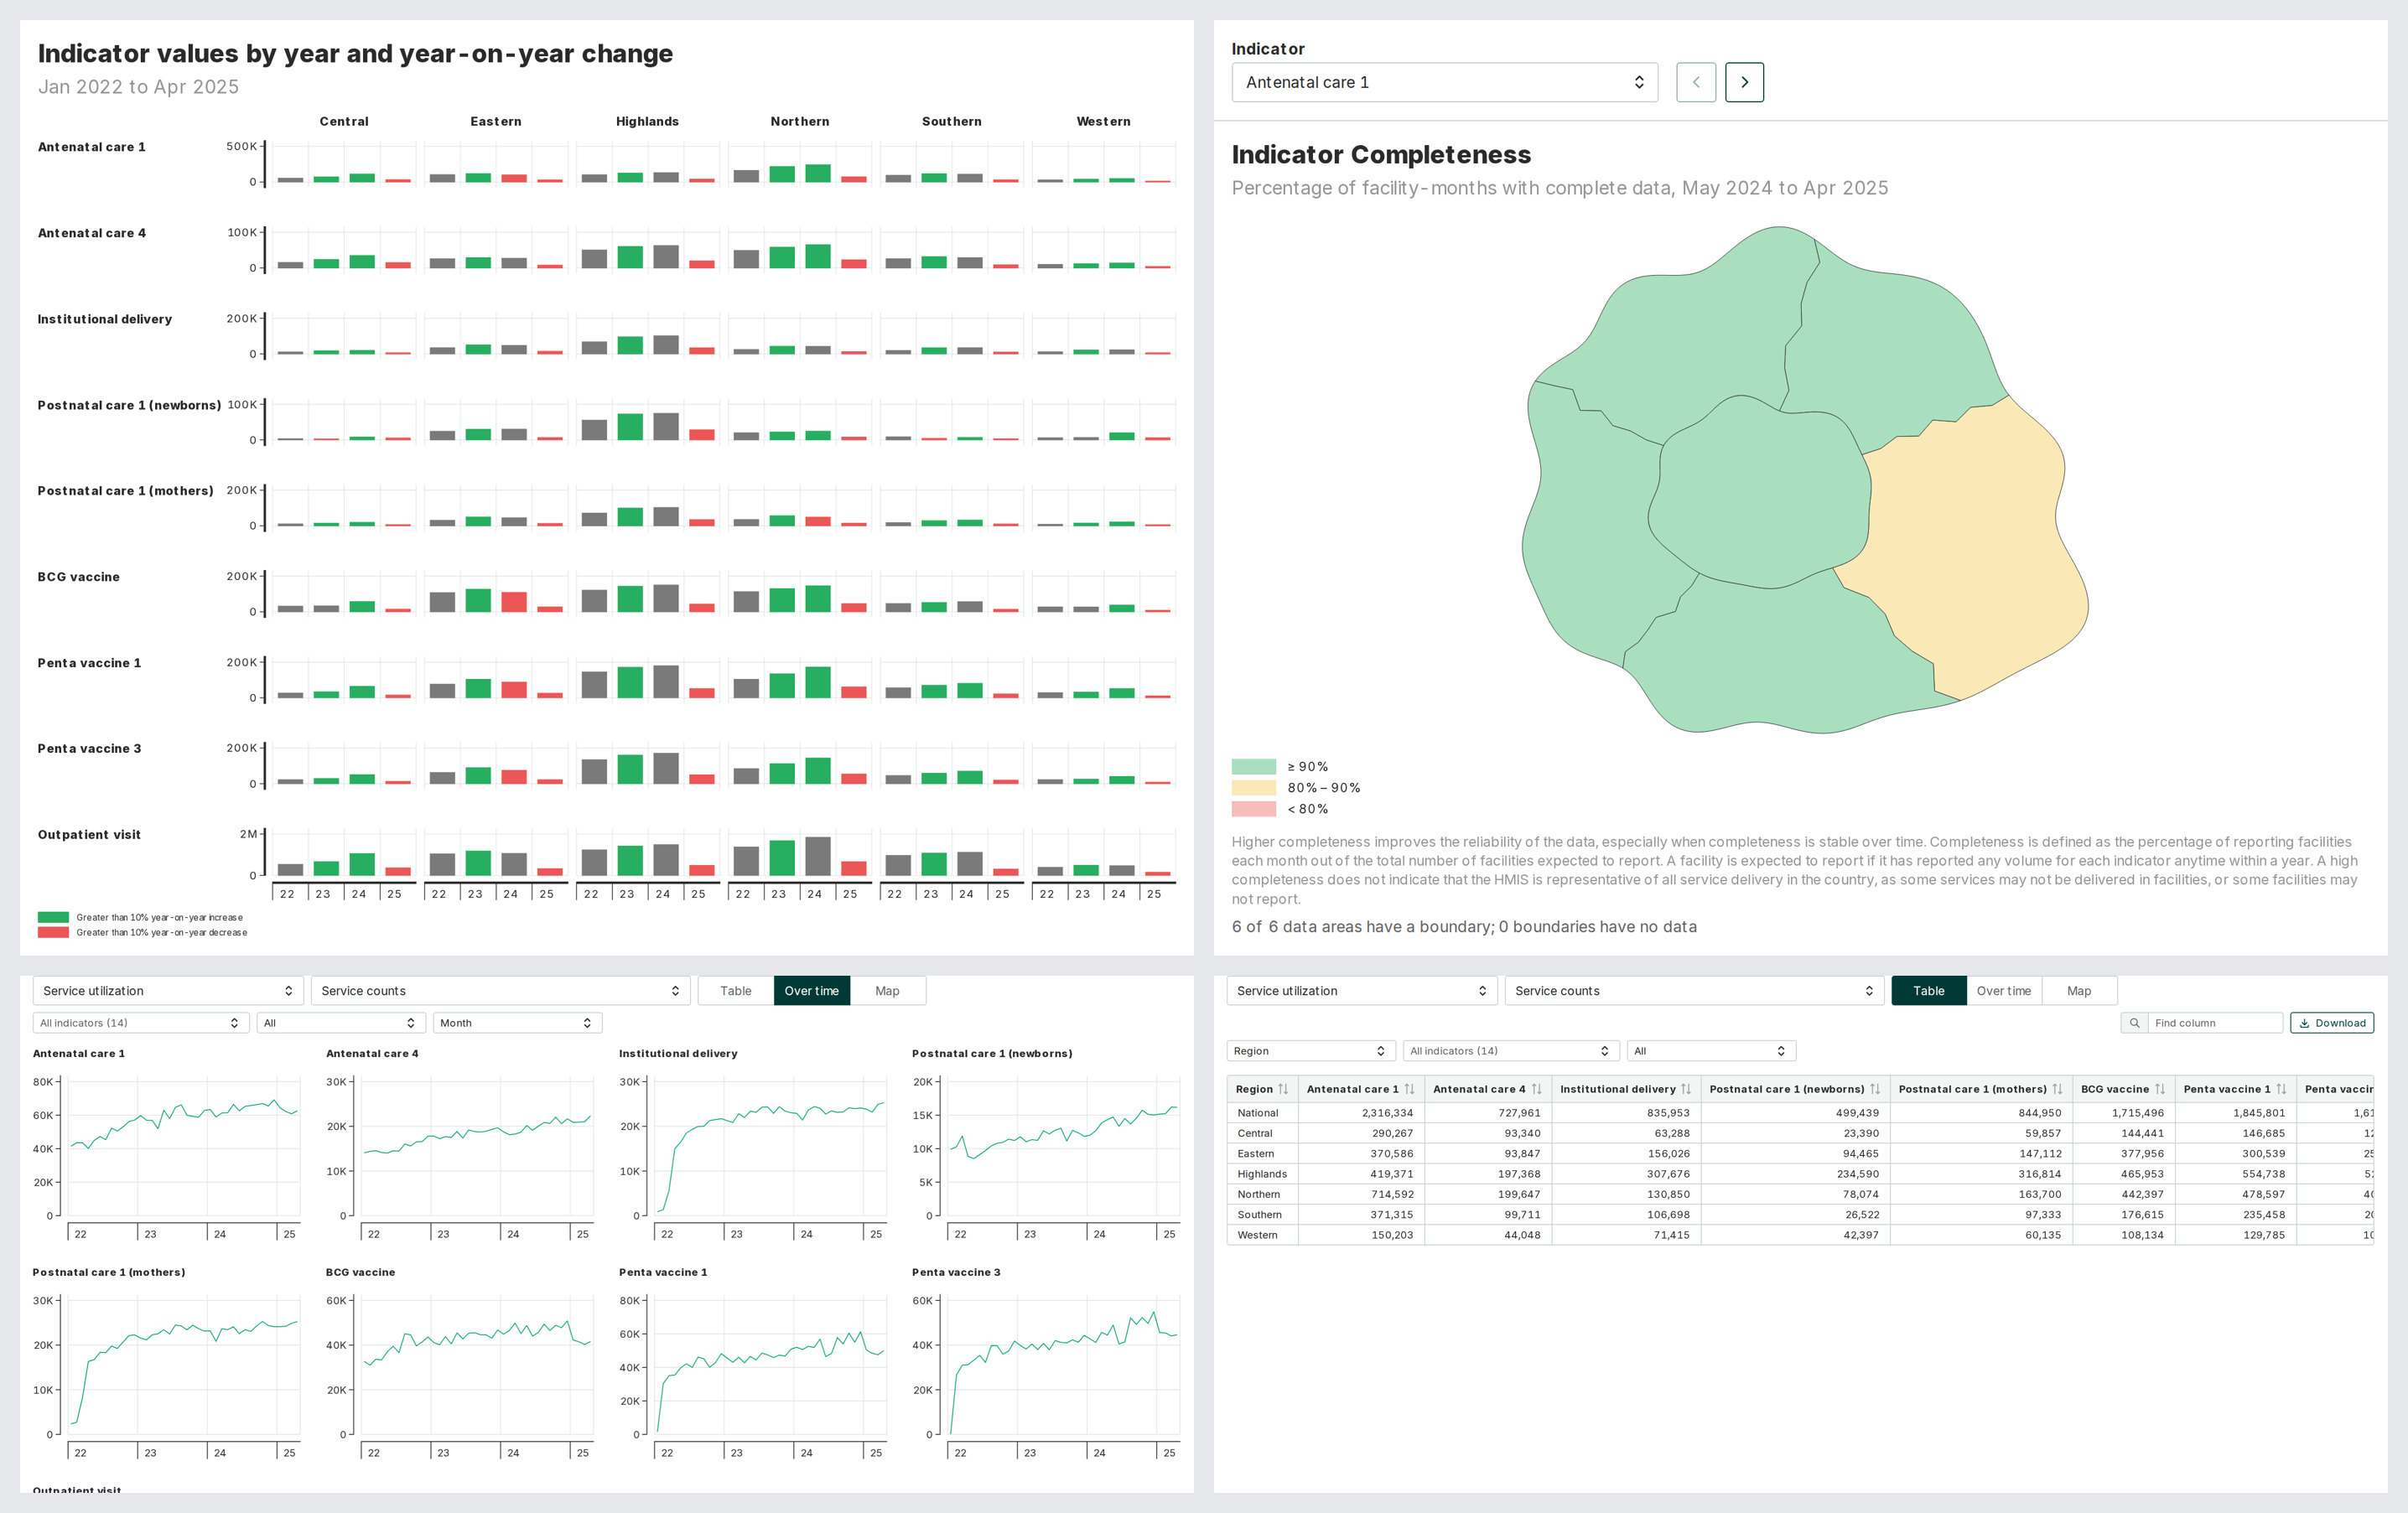 Indicator values by year and year-on-year change
Jan 2022 to Apr 2025
Central Eastern Highlands Northern Southern Western
Antenatal care 1 500K 0
Antenatal care 4 100K 0
Institutional delivery 200K 0
Postnatal care 1 (newborns) 100K 0
Postnatal care 1 (mothers) 200K 0
BCG vaccine 200K 0
Penta vaccine 1 200K 0
Penta vaccine 3 200K 0
Outpatient visit 2M 0
22 23 24 25 22 23 24 25 22 23 24 25 22 23 24 25 22 23 24 25 22 23 24 25
Greater than 10% year-on-year increase
Greater than 10% year-on-year decrease
Indicator
Antenatal care 1
Indicator Completeness
Percentage of facility-months with complete data, May 2024 to Apr 2025
≥ 90%
80% – 90%
< 80%
Higher completeness improves the reliability of the data, especially when completeness is stable over time. Completeness is defined as the percentage of reporting facilities
each month out of the total number of facilities expected to report. A facility is expected to report if it has reported any volume for each indicator anytime within a year. A high
completeness does not indicate that the HMIS is representative of all service delivery in the country, as some services may not be delivered in facilities, or some facilities may
not report.
6 of 6 data areas have a boundary; 0 boundaries have no data
Service utilization Service counts Table Over time Map
All indicators (14) All Month
Antenatal care 1 Antenatal care 4 Institutional delivery Postnatal care 1 (newborns)
80K 30K 30K 20K
60K 20K 20K 15K
40K 10K 10K 10K
20K 5K
0 0 0 0
22 23 24 25 22 23 24 25 22 23 24 25 22 23 24 25
Postnatal care 1 (mothers) BCG vaccine Penta vaccine 1 Penta vaccine 3
30K 60K 80K 60K
20K 40K 60K 40K
10K 20K 40K 20K
20K
0 0 0 0
22 23 24 25 22 23 24 25 22 23 24 25 22 23 24 25
Outpatient visit
Service utilization Service counts Table Over time Map
Find column Download
Region All indicators (14) All
Region Antenatal care 1 Antenatal care 4 Institutional delivery Postnatal care 1 (newborns) Postnatal care 1 (mothers) BCG vaccine Penta vaccine 1 Penta vaccin
National 2,316,334 727,961 835,953 499,439 844,950 1,715,496 1,845,801 1,61
Central 290,267 93,340 63,288 23,390 59,857 144,441 146,685 12
Eastern 370,586 93,847 156,026 94,465 147,112 377,956 300,539 25
Highlands 419,371 197,368 307,676 234,590 316,814 465,953 554,738 51
Northern 714,592 199,647 130,850 78,074 163,700 442,397 478,597 40
Southern 371,315 99,711 106,698 26,522 97,333 176,615 235,458 20
Western 150,203 44,048 71,415 42,397 60,135 108,134 129,785 10